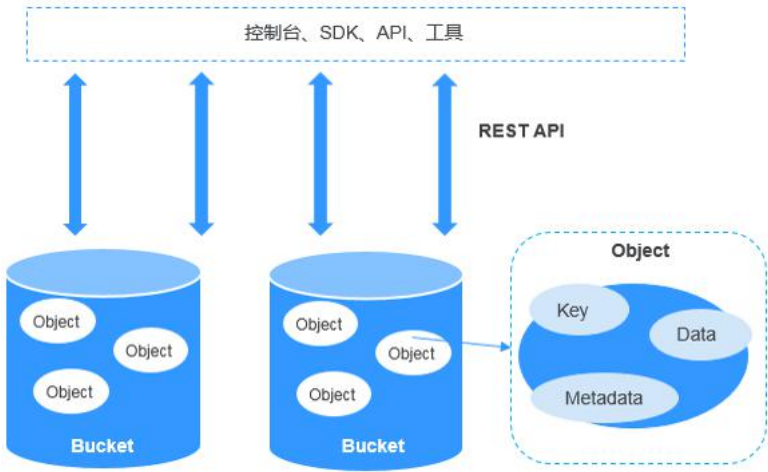 控制台、SDK、API、工具
REST API
Object
Object
Object
Object
Bucket
Object
Object
Object
Bucket
Key
Data
Metadata